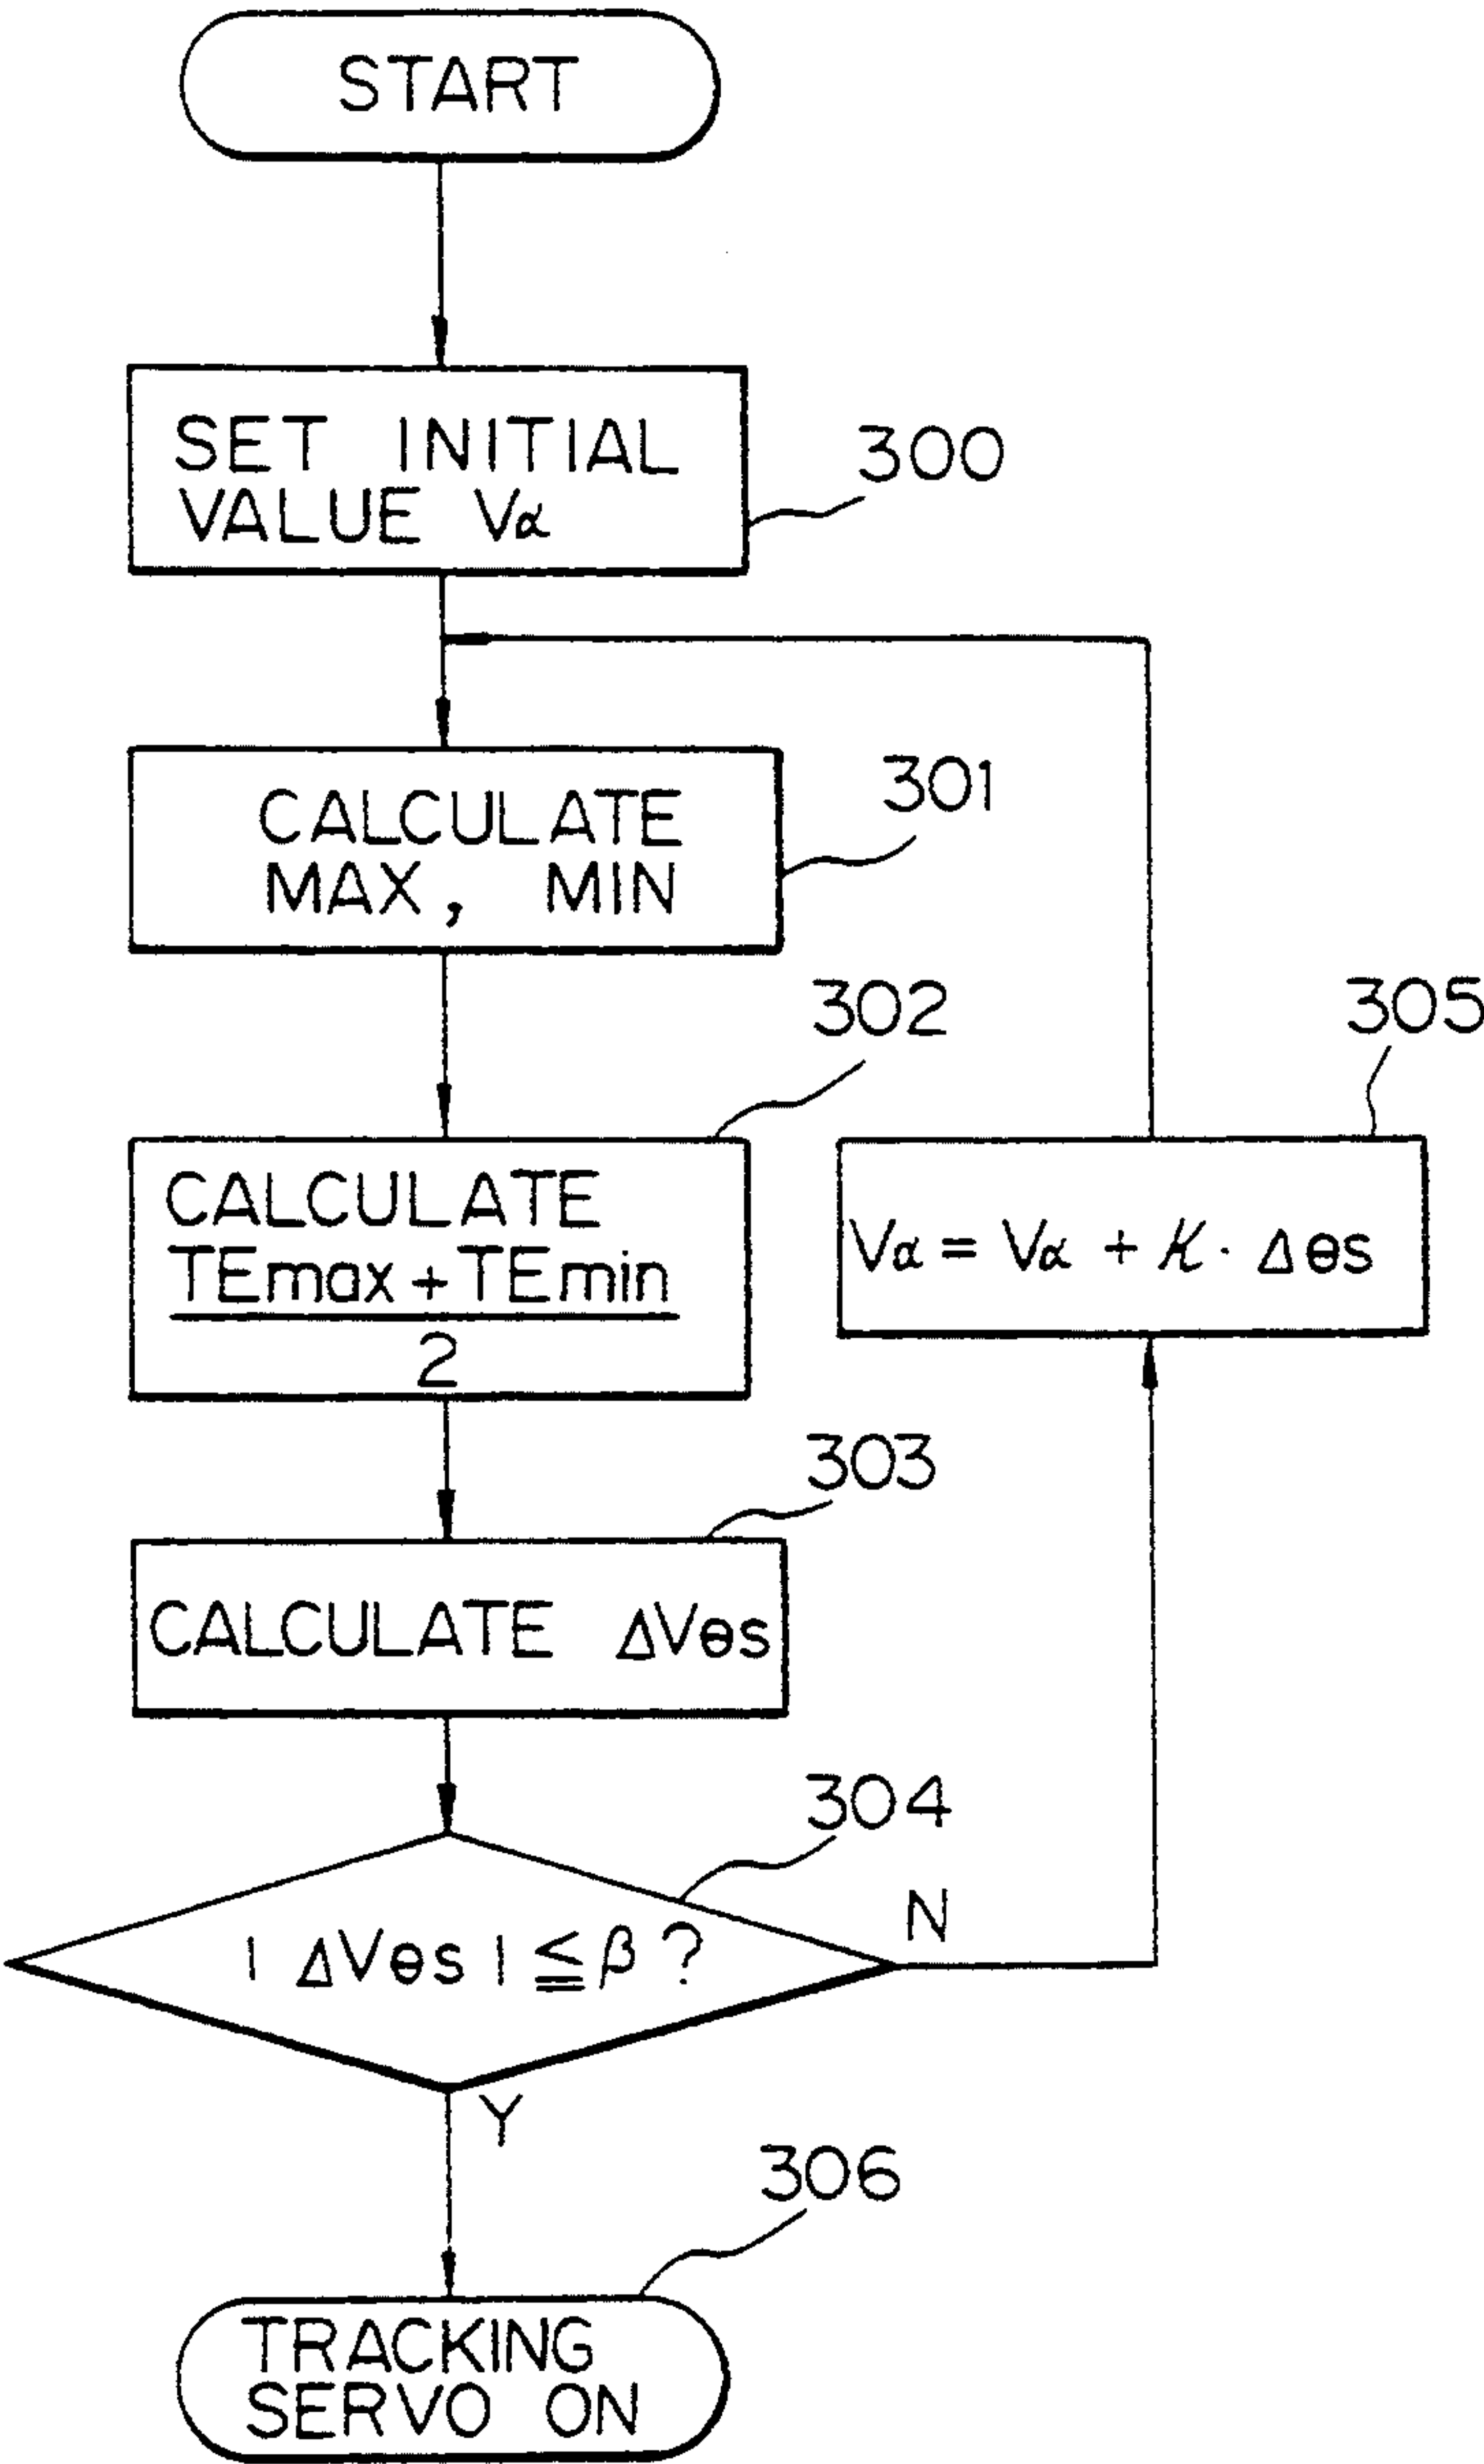 START
SET INITIAL
VALUE Vα
300
CALCULATE
MAX, MIN
301
302
CALCULATE
TEmax + TEmin
2
305
Vα = Vα + K · Δθs
303
CALCULATE ΔVθs
304
| ΔVθs | ≦ β ?
N
Y
306
TRACKING
SERVO ON